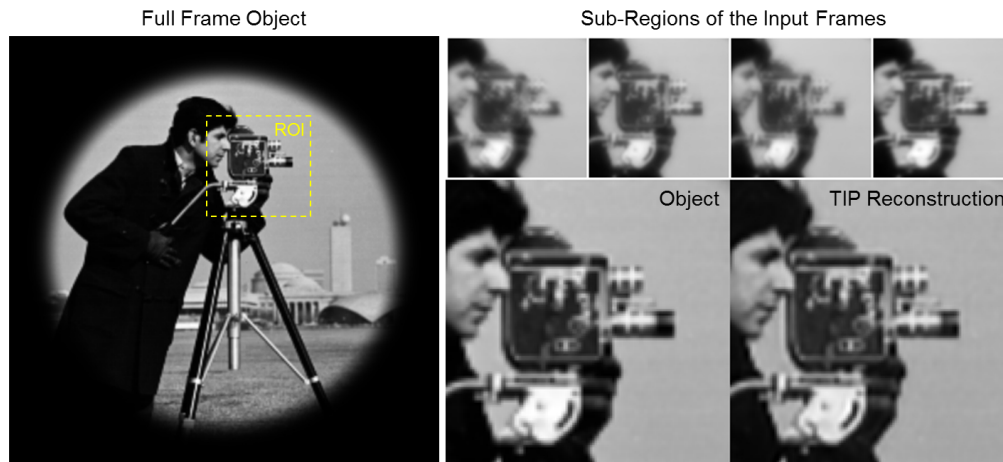 Full Frame Object
Sub-Regions of the Input Frames
ROI
Object
TIP Reconstruction